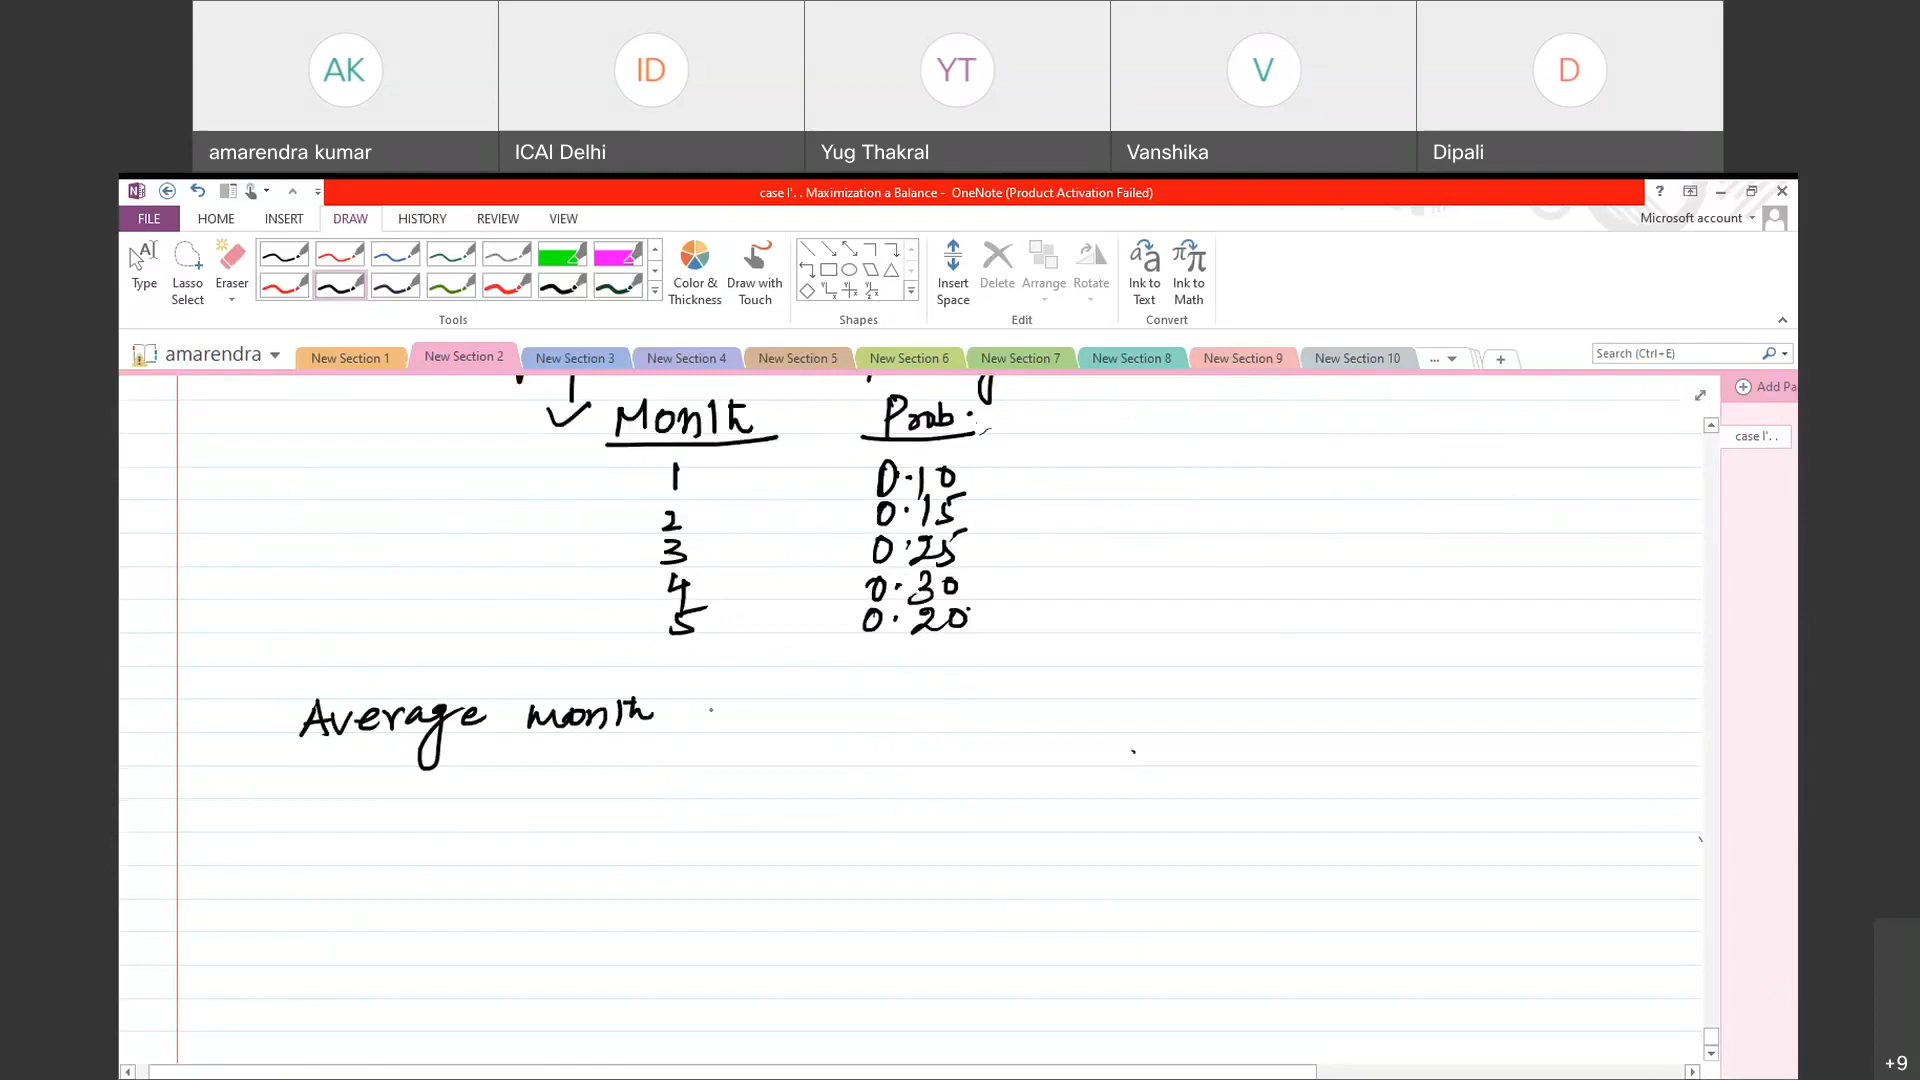 AK ID YT V D
amarendra kumar ICAI Delhi Yug Thakral Vanshika Dipali
case I'. . Maximization a Balance - OneNote (Product Activation Failed) ?
FILE HOME INSERT DRAW HISTORY REVIEW VIEW Microsoft account
Type Lasso Select Eraser Color & Thickness Draw with Touch Insert Space Delete Arrange Rotate Ink to Text Ink to Math
Tools Shapes Edit Convert
amarendra New Section 1 New Section 2 New Section 3 New Section 4 New Section 5 New Section 6 New Section 7 New Section 8 New Section 9 New Section 10 ... Search (Ctrl+E)
Add Pa
case I'. .
Month Prob.
1 0.10
2 0.15
3 0.25
4 0.30
5 0.20
Average month
+9